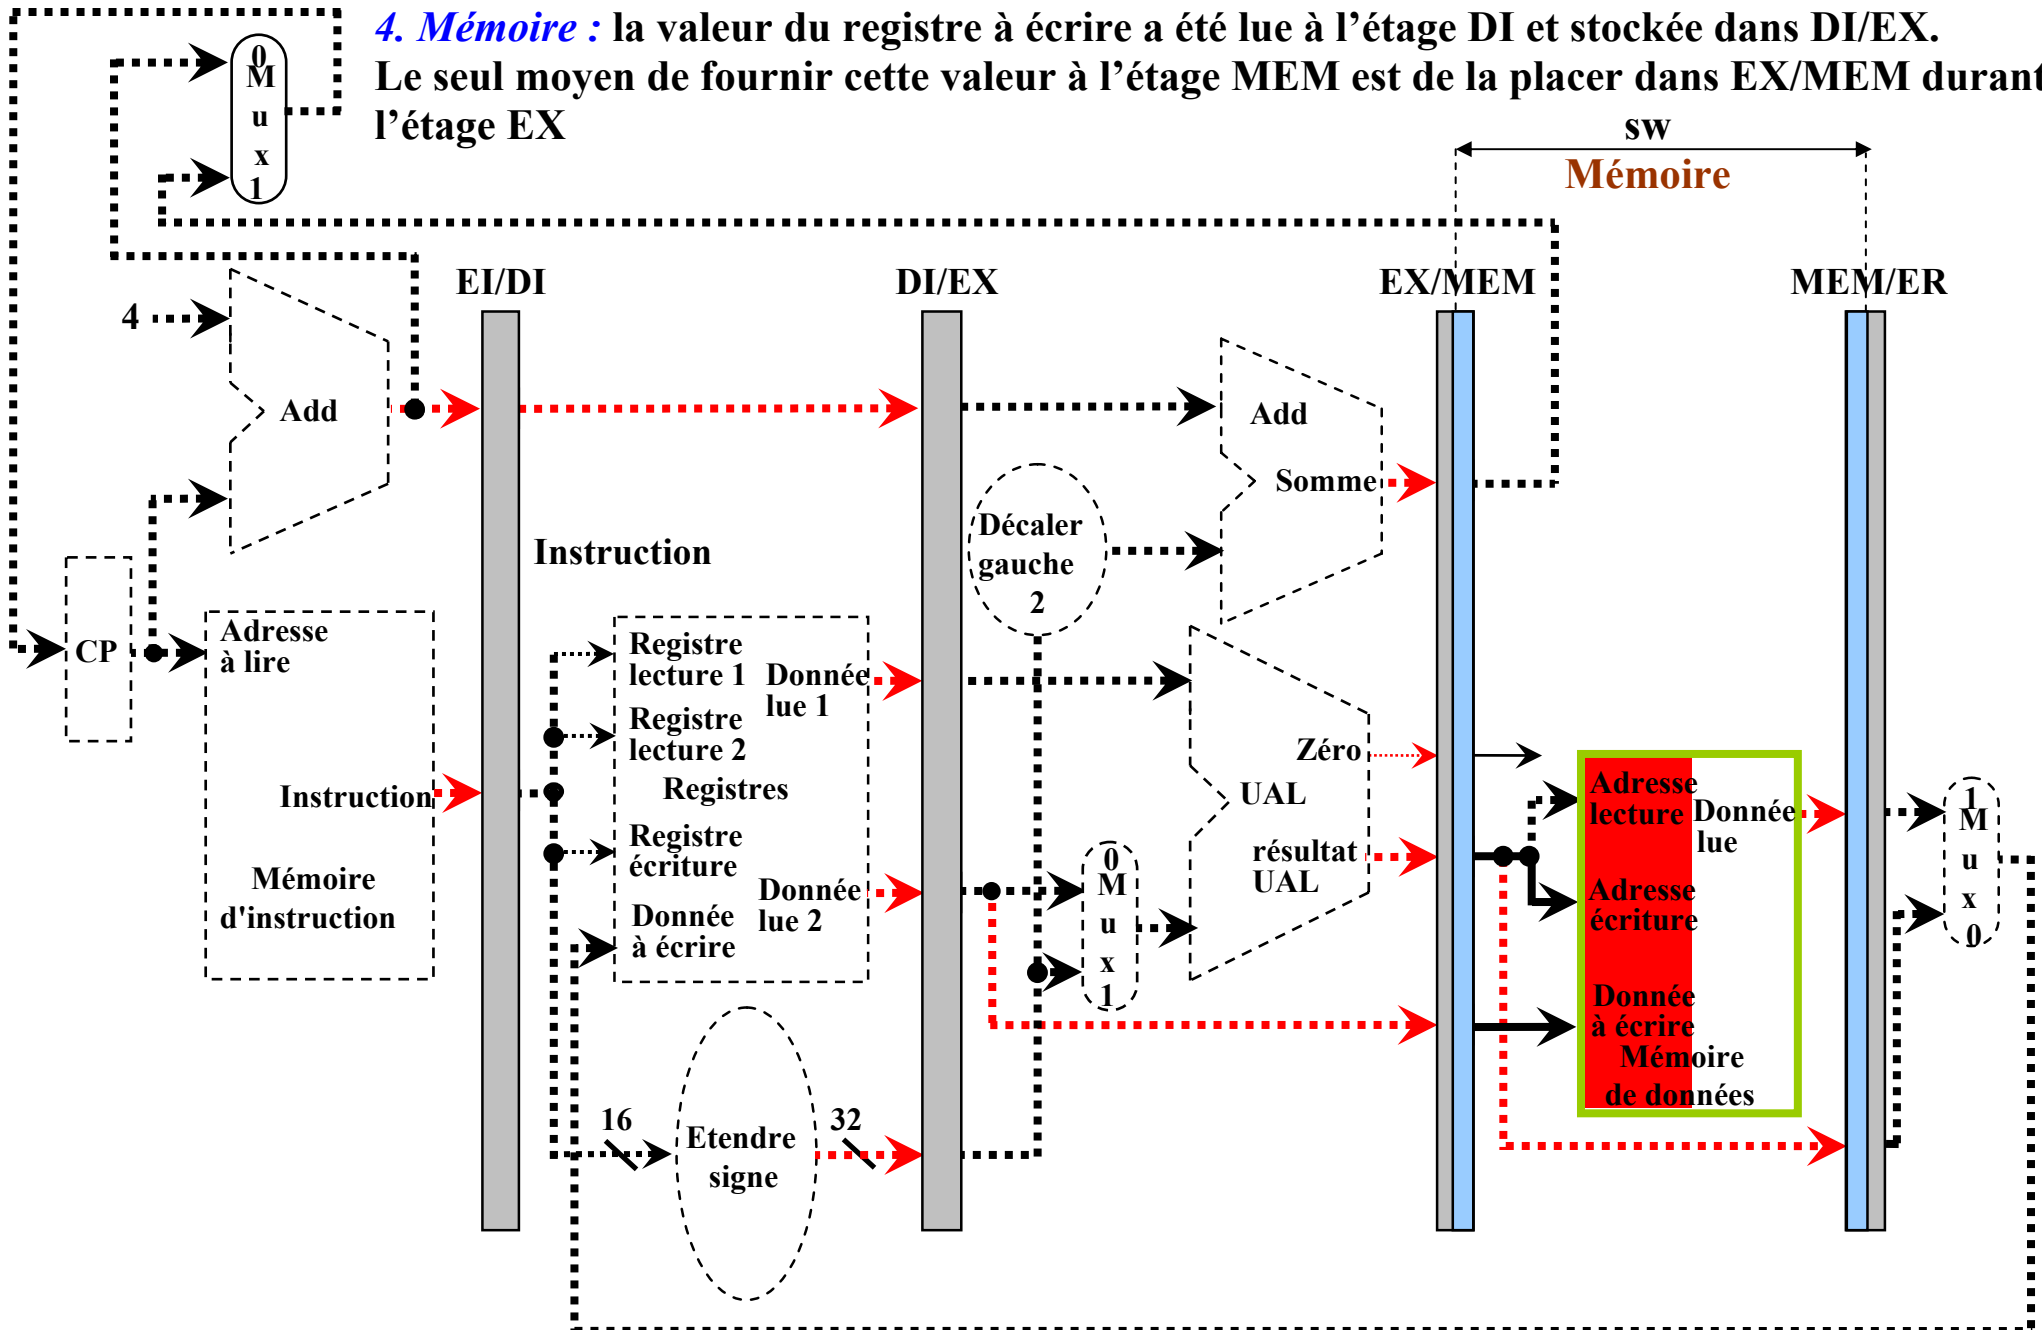 4. Mémoire : la valeur du registre à écrire a été lue à l’étage DI et stockée dans DI/EX.
Le seul moyen de fournir cette valeur à l’étage MEM est de la placer dans EX/MEM durant
l’étage EX
sw
Mémoire
0
M
u
x
1
EI/DI
DI/EX
EX/MEM
MEM/ER
4
Add
Add
Somme
Décaler
gauche
2
Instruction
CP
Adresse
à lire
Instruction
Mémoire
d'instruction
Registre
lecture 1
Donnée
lue 1
Registre
lecture 2
Registres
Registre
écriture
Donnée
lue 2
Donnée
à écrire
0
M
u
x
1
Zéro
UAL
résultat
UAL
Adresse
lecture
Donnée
lue
Adresse
écriture
Donnée
à écrire
Mémoire
de données
1
M
u
x
0
16
Etendre
signe
32